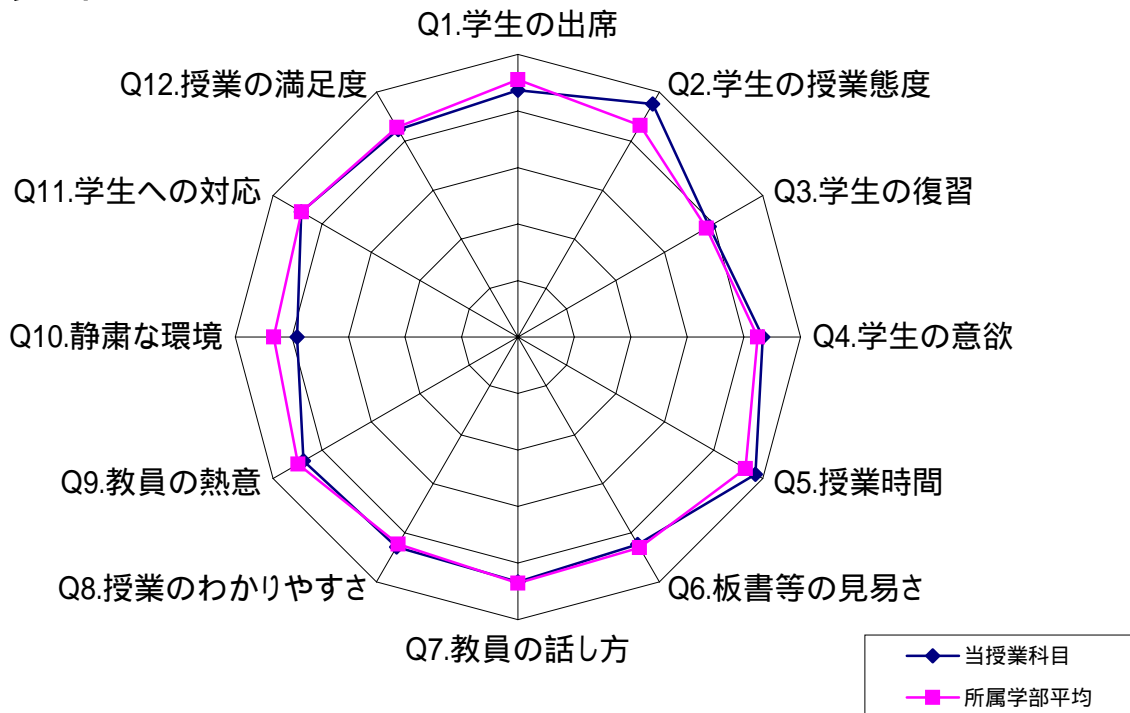 Q1.学生の出席
Q2.学生の授業態度
Q3.学生の復習
Q4.学生の意欲
Q5.授業時間
Q6.板書等の見易さ
Q7.教員の話し方
Q8.授業のわかりやすさ
Q9.教員の熱意
Q10.静粛な環境
Q11.学生への対応
Q12.授業の満足度
当授業科目
所属学部平均